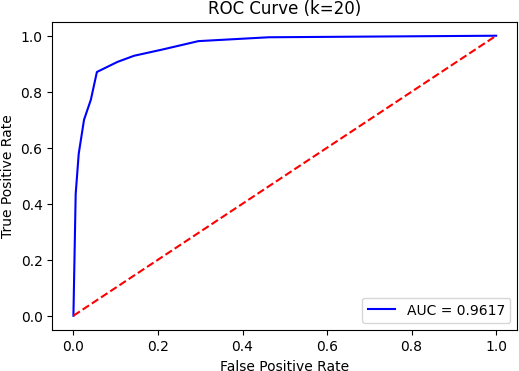 ROC Curve (k=20)
True Positive Rate
1.0
0.8
0.6
0.4
0.2
0.0
AUC = 0.9617
0.0 0.2 0.4 0.6 0.8 1.0
False Positive Rate